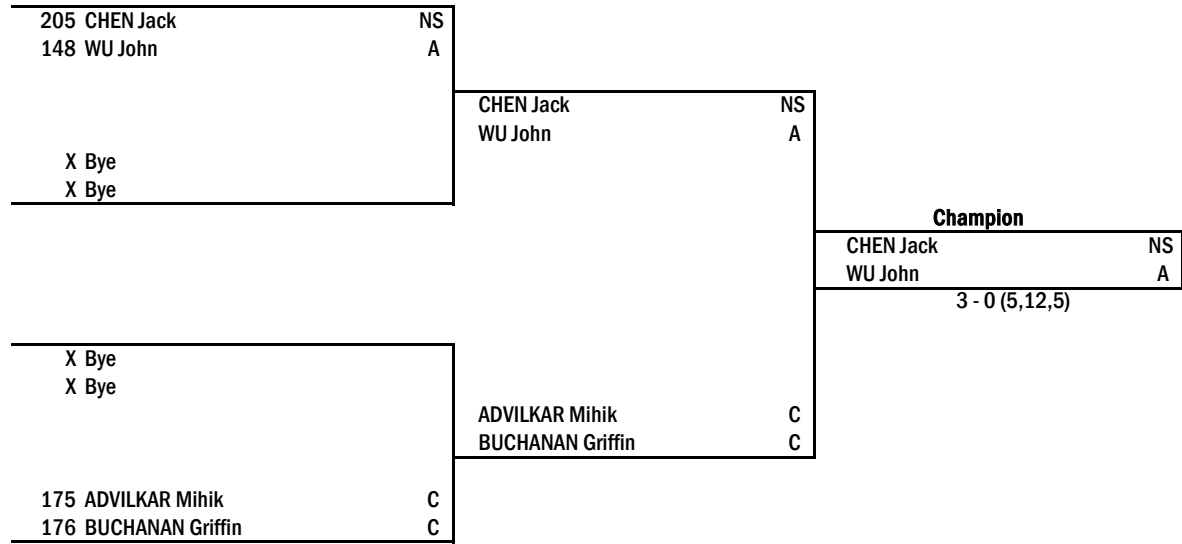 205 CHEN Jack NS
148 WU John A
CHEN Jack NS
WU John A
X Bye
X Bye
Champion
CHEN Jack NS
WU John A
3 - 0 (5,12,5)
X Bye
X Bye
ADVILKAR Mihik C
BUCHANAN Griffin C
175 ADVILKAR Mihik C
176 BUCHANAN Griffin C